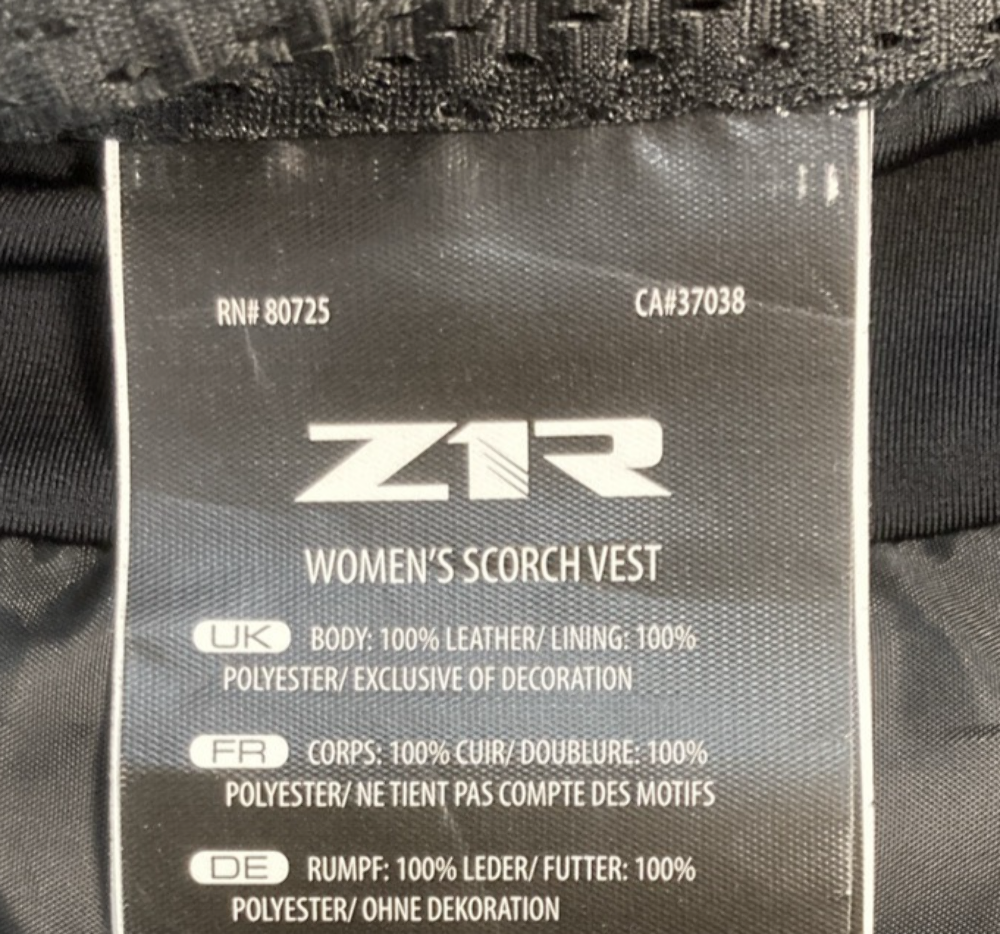 RN# 80725 CA#37038
Z1R
WOMEN'S SCORCH VEST
UK BODY: 100% LEATHER/ LINING: 100%
POLYESTER/ EXCLUSIVE OF DECORATION
FR CORPS: 100% CUIR/ DOUBLURE: 100%
POLYESTER/ NE TIENT PAS COMPTE DES MOTIFS
DE RUMPF: 100% LEDER/ FUTTER: 100%
POLYESTER/ OHNE DEKORATION